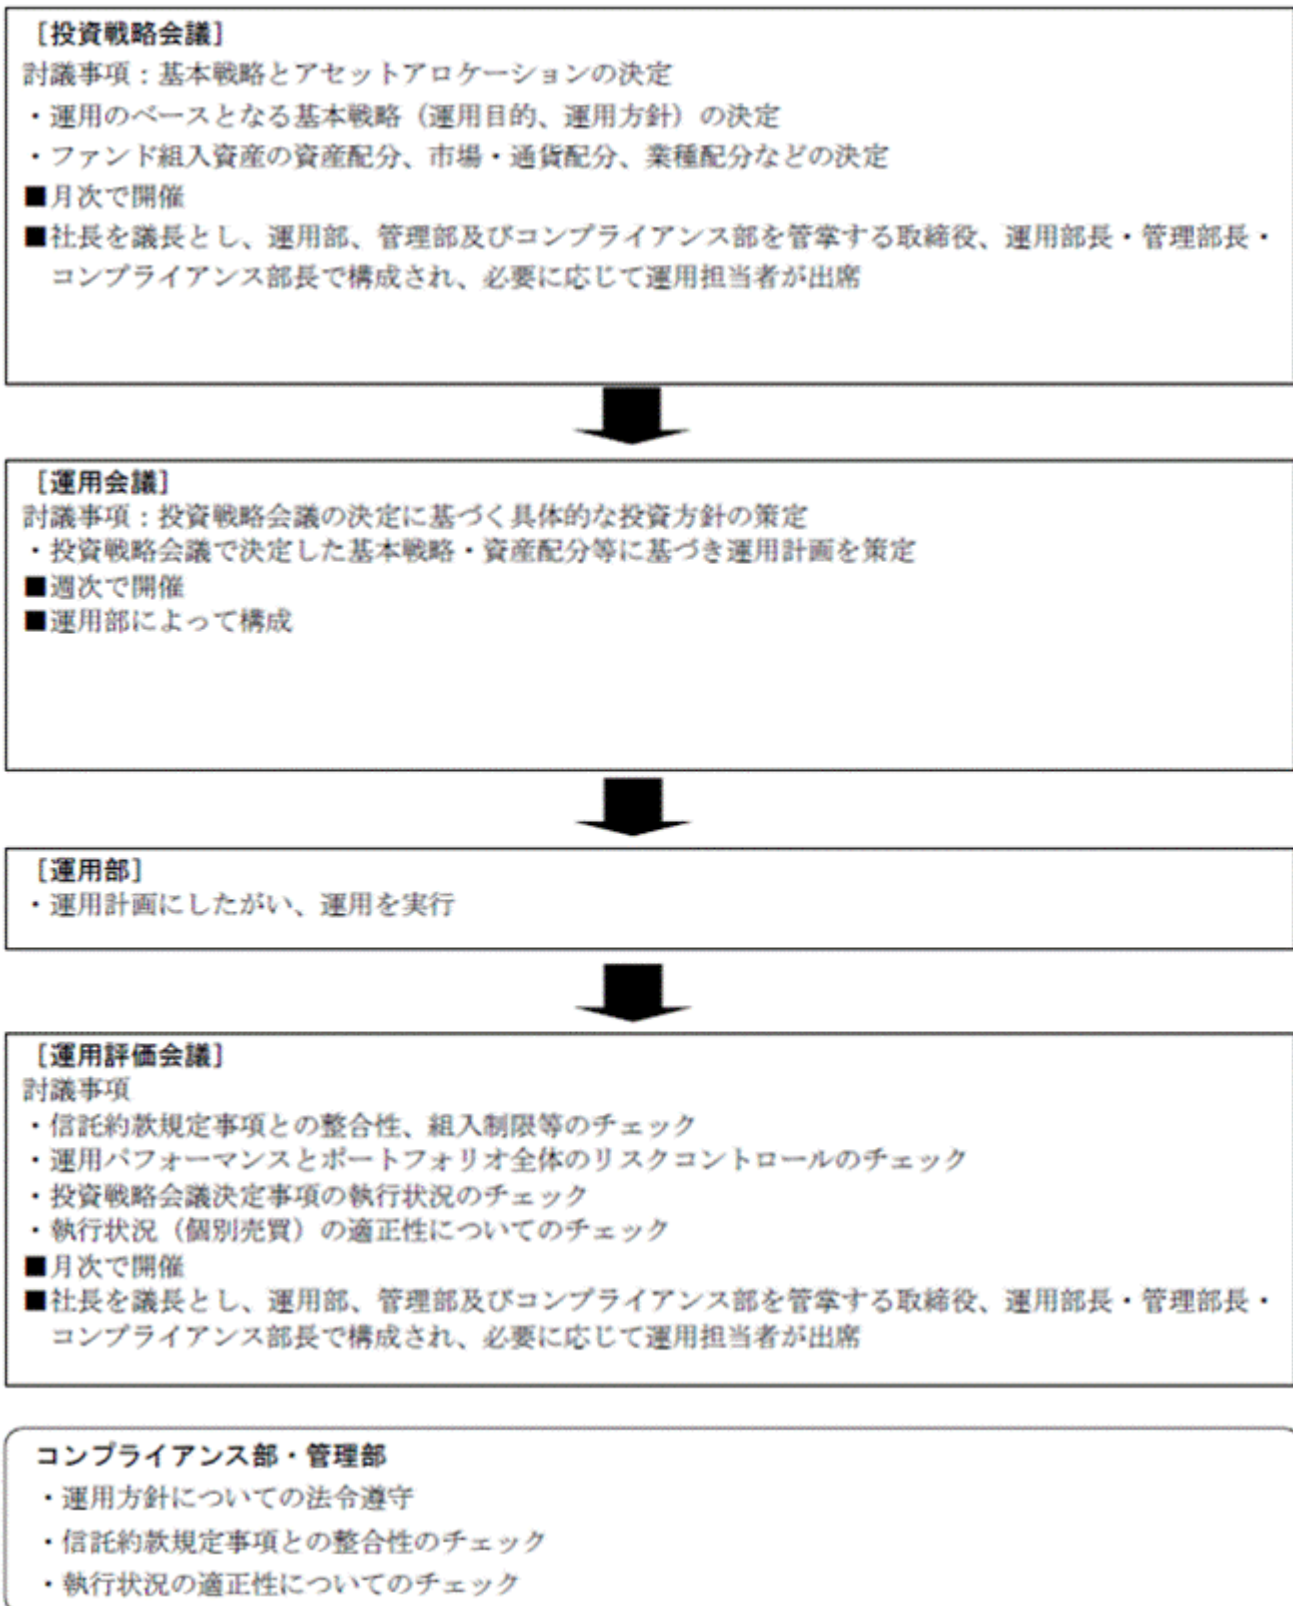 ［投資戦略会議］
討議事項：基本戦略とアセットアロケーションの決定
・運用のベースとなる基本戦略（運用目的、運用方針）の決定
・ファンド組入資産の資産配分、市場・通貨配分、業種配分などの決定
■月次で開催
■社長を議長とし、運用部、管理部及びコンプライアンス部を管掌する取締役、運用部長・管理部長・
コンプライアンス部長で構成され、必要に応じて運用担当者が出席
［運用会議］
討議事項：投資戦略会議の決定に基づく具体的な投資方針の策定
・投資戦略会議で決定した基本戦略・資産配分等に基づき運用計画を策定
■週次で開催
■運用部によって構成
［運用部］
・運用計画にしたがい、運用を実行
［運用評価会議］
討議事項
・信託約款規定事項との整合性、組入制限等のチェック
・運用パフォーマンスとポートフォリオ全体のリスクコントロールのチェック
・投資戦略会議決定事項の執行状況のチェック
・執行状況（個別売買）の適正性についてのチェック
■月次で開催
■社長を議長とし、運用部、管理部及びコンプライアンス部を管掌する取締役、運用部長・管理部長・
コンプライアンス部長で構成され、必要に応じて運用担当者が出席
コンプライアンス部・管理部
・運用方針についての法令遵守
・信託約款規定事項との整合性のチェック
・執行状況の適正性についてのチェック